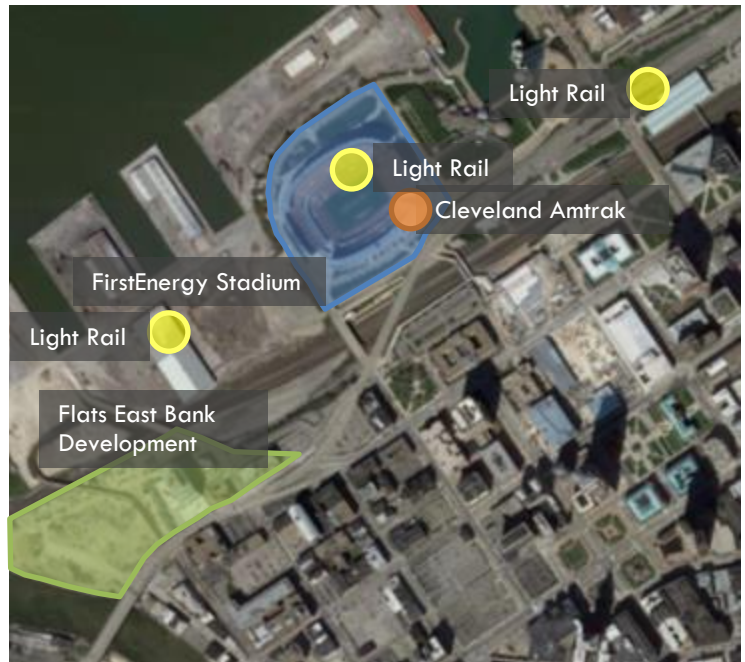 Light Rail
Light Rail
Cleveland Amtrak
FirstEnergy Stadium
Light Rail
Flats East Bank
Development